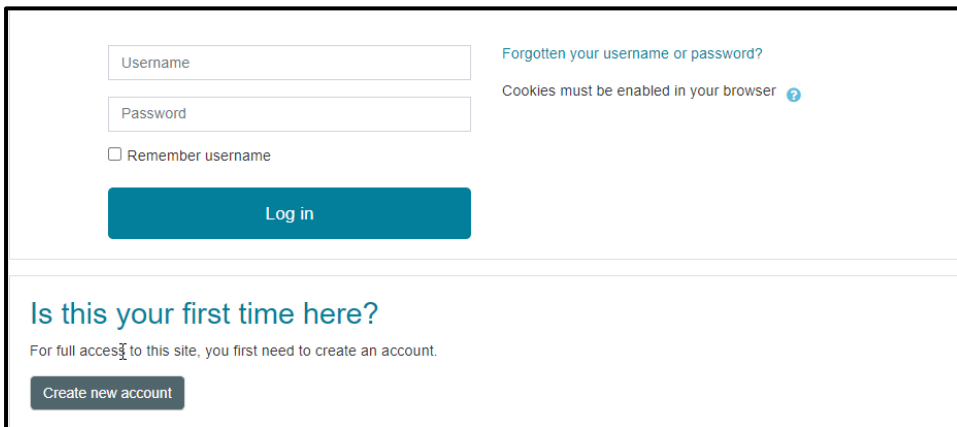 Username
Password
Remember username
Log in
Forgotten your username or password?
Cookies must be enabled in your browser ?
Is this your first time here?
For full access to this site, you first need to create an account.
Create new account